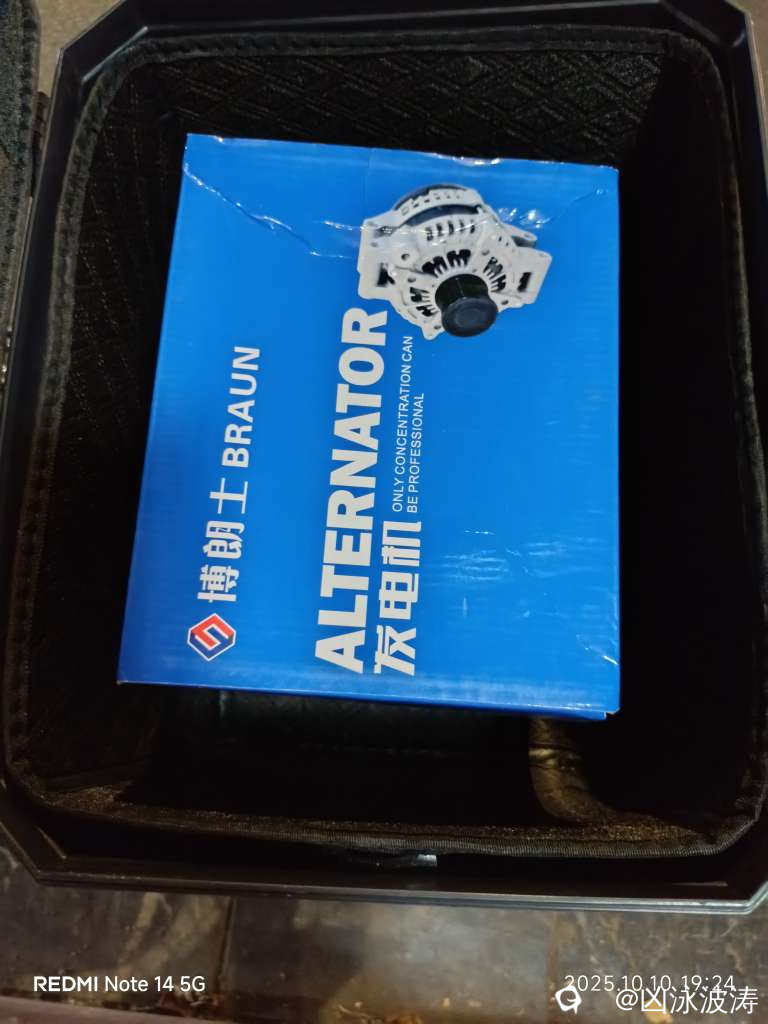 博朗士 BRAUN
ALTERNATOR
发电机
ONLY CONCENTRATION CAN
BE PROFESSIONAL
REDMI Note 14 5G
2025.10.10 19:24
@凶泳波涛